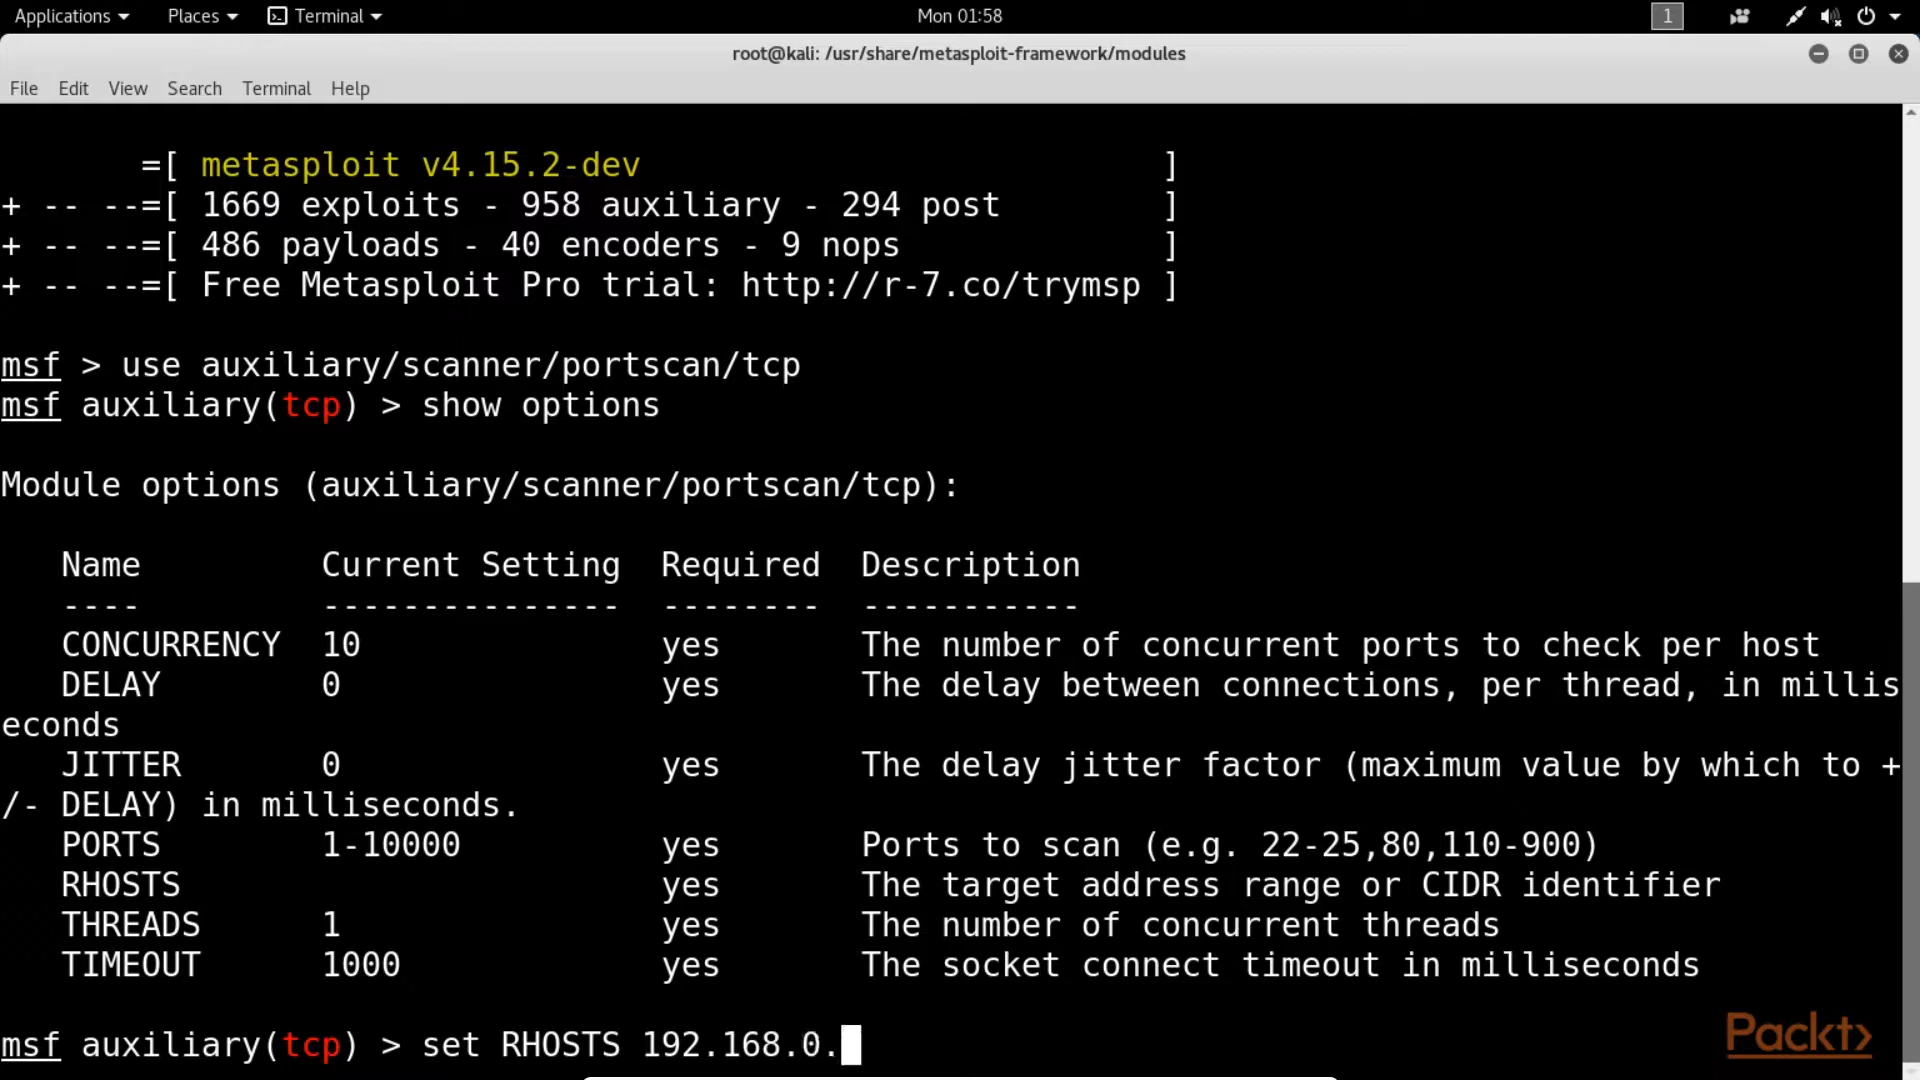 Applications Places Terminal Mon 01:58 1
root@kali: /usr/share/metasploit-framework/modules
File Edit View Search Terminal Help
=[ metasploit v4.15.2-dev ]
+ -- --=[ 1669 exploits - 958 auxiliary - 294 post ]
+ -- --=[ 486 payloads - 40 encoders - 9 nops ]
+ -- --=[ Free Metasploit Pro trial: http://r-7.co/trymsp ]
msf > use auxiliary/scanner/portscan/tcp
msf auxiliary(tcp) > show options
Module options (auxiliary/scanner/portscan/tcp):
Name Current Setting Required Description
---- --------------- -------- -----------
CONCURRENCY 10 yes The number of concurrent ports to check per host
DELAY 0 yes The delay between connections, per thread, in millis
econds
JITTER 0 yes The delay jitter factor (maximum value by which to +
/- DELAY) in milliseconds.
PORTS 1-10000 yes Ports to scan (e.g. 22-25,80,110-900)
RHOSTS yes The target address range or CIDR identifier
THREADS 1 yes The number of concurrent threads
TIMEOUT 1000 yes The socket connect timeout in milliseconds
msf auxiliary(tcp) > set RHOSTS 192.168.0.
Packt>